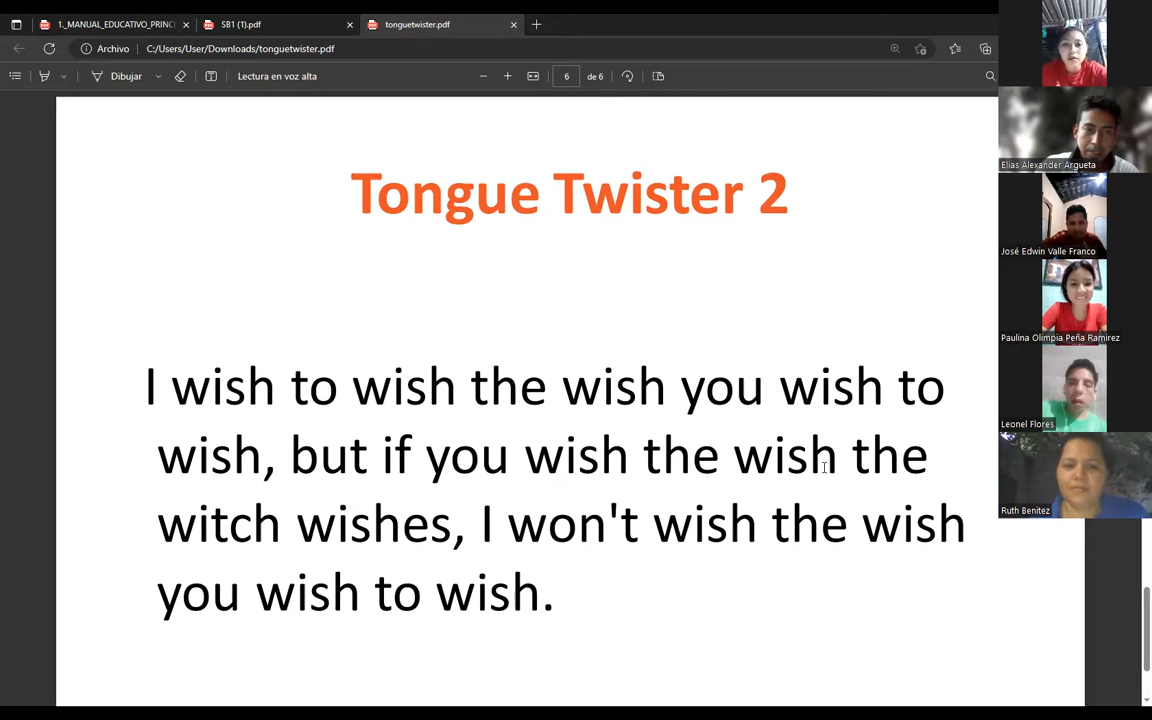 1._MANUAL_EDUCATIVO_PRINC
SB1 (1).pdf
tonguetwister.pdf
Archivo
C:/Users/User/Downloads/tonguetwister.pdf
Dibujar
Lectura en voz alta
6
de 6
Tongue Twister 2
I wish to wish the wish you wish to
wish, but if you wish the wish the
witch wishes, I won't wish the wish
you wish to wish.
Elias Alexander Argueta
José Edwin Valle Franco
Paulina Olimpia Peña Ramirez
Leonel Flores
Ruth Benitez